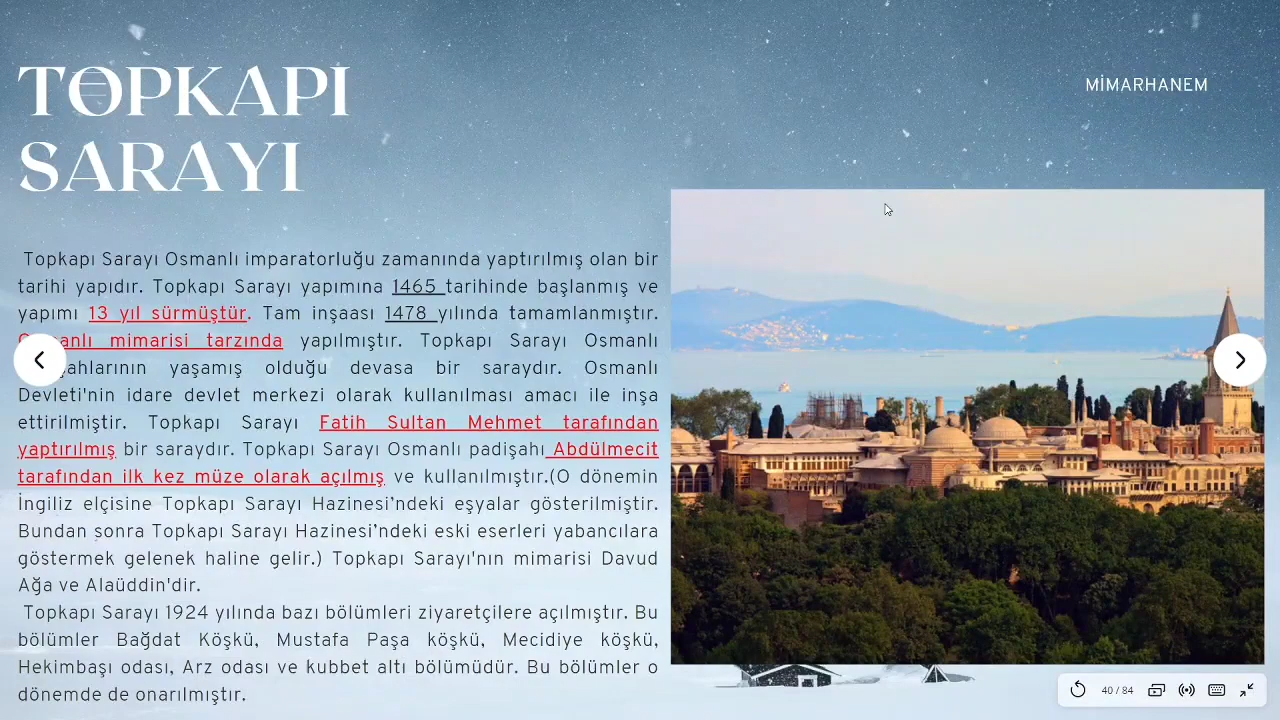 TOPKAPI
SARAYI
MİMARHANEM
Topkapı Sarayı Osmanlı imparatorluğu zamanında yaptırılmış olan bir
tarihi yapıdır. Topkapı Sarayı yapımına 1465 tarihinde başlanmış ve
yapımı 13 yıl sürmüştür. Tam inşaası 1478 yılında tamamlanmıştır.
mimarisi tarzında yapılmıştır. Topkapı Sarayı Osmanlı
yaşamış olduğu devasa bir saraydır. Osmanlı
Devleti'nin idare devlet merkezi olarak kullanılması amacı ile inşa
ettirilmiştir. Topkapı Sarayı Fatih Sultan Mehmet tarafından
yaptırılmış bir saraydır. Topkapı Sarayı Osmanlı padişahı Abdülmecit
tarafından ilk kez müze olarak açılmış ve kullanılmıştır.(O dönemin
İngiliz elçisine Topkapı Sarayı Hazinesi'ndeki eşyalar gösterilmiştir.
Bundan sonra Topkapı Sarayı Hazinesi'ndeki eski eserleri yabancılara
göstermek gelenek haline gelir.) Topkapı Sarayı'nın mimarisi Davud
Ağa ve Alaüddin'dir.
Topkapı Sarayı 1924 yılında bazı bölümleri ziyaretçilere açılmıştır. Bu
bölümler Bağdat Köşkü, Mustafa Paşa köşkü, Mecidiye köşkü,
Hekimbaşı odası, Arz odası ve kubbet altı bölümüdür. Bu bölümler o
dönemde de onarılmıştır.
40 / 84